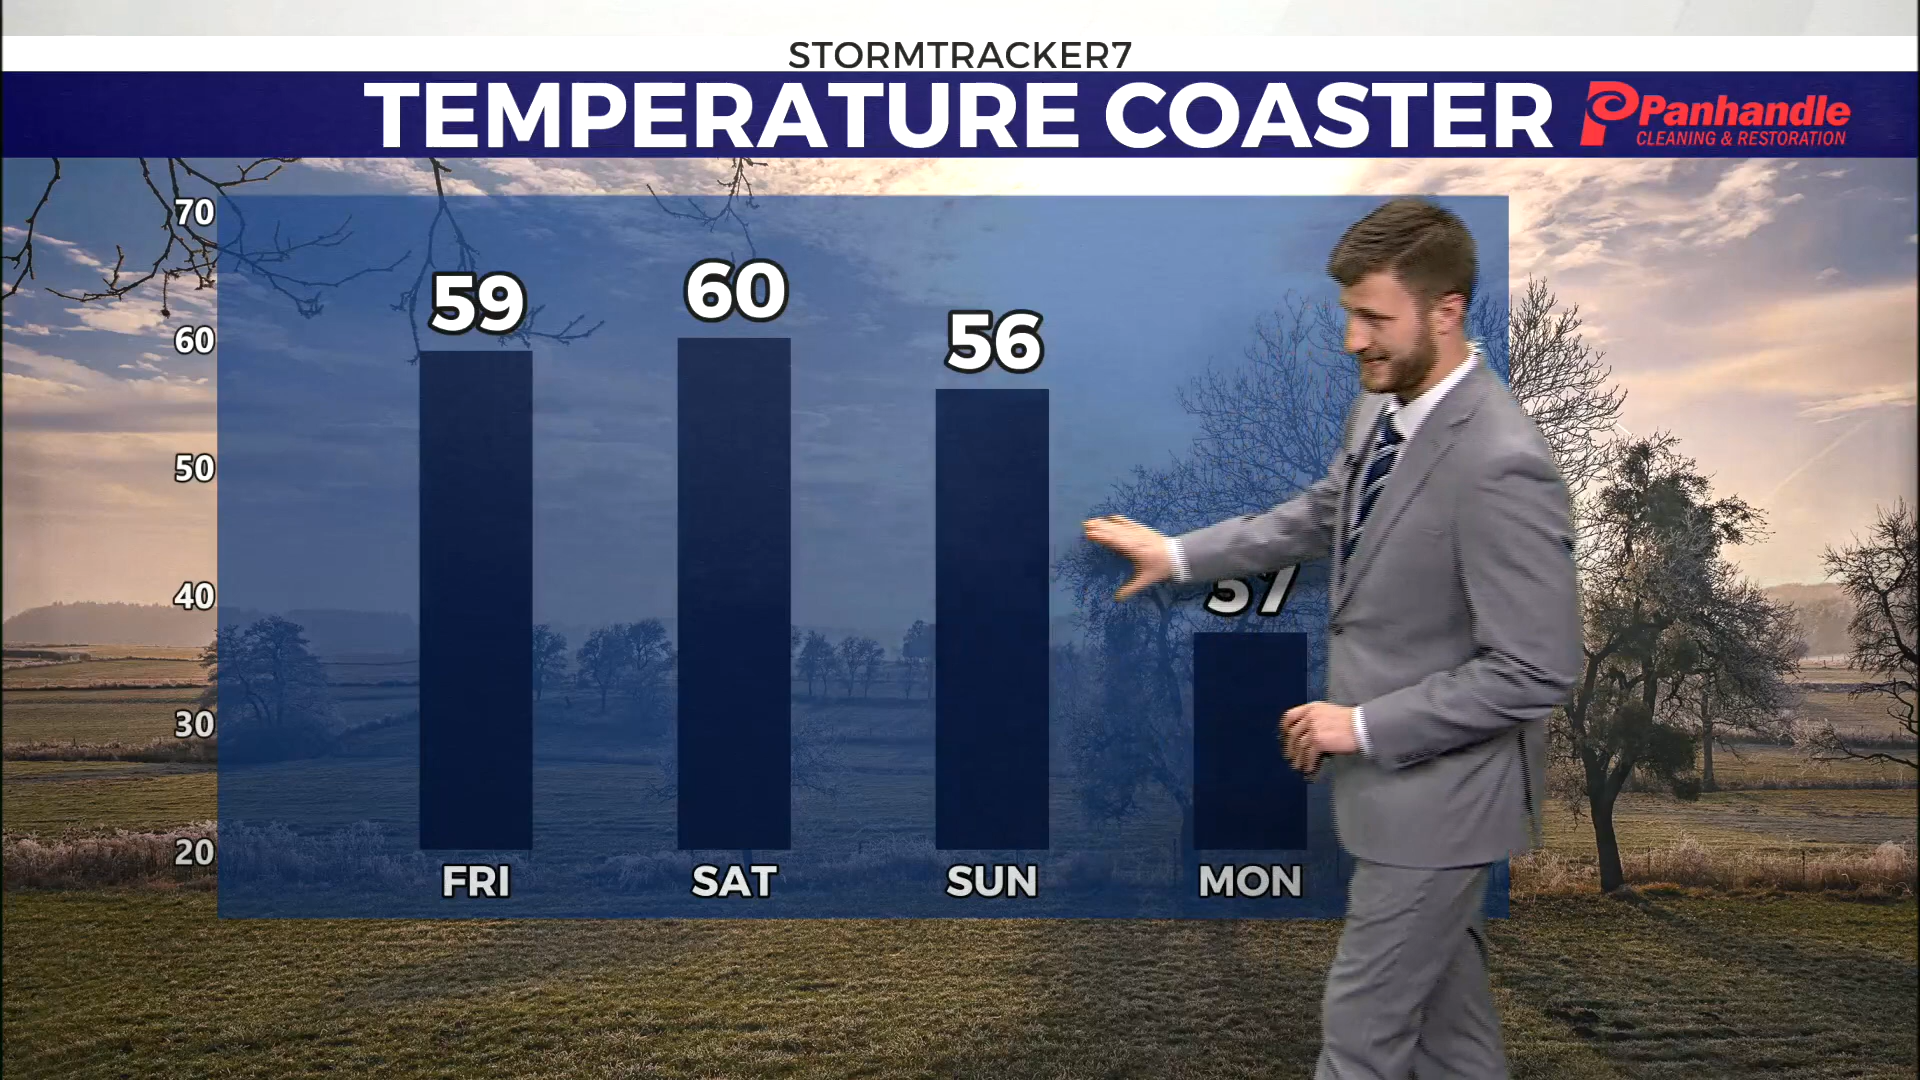 STORMTRACKER7
TEMPERATURE COASTER
Panhandle
CLEANING & RESTORATION
70
60
50
40
30
20
59
60
56
37
FRI
SAT
SUN
MON